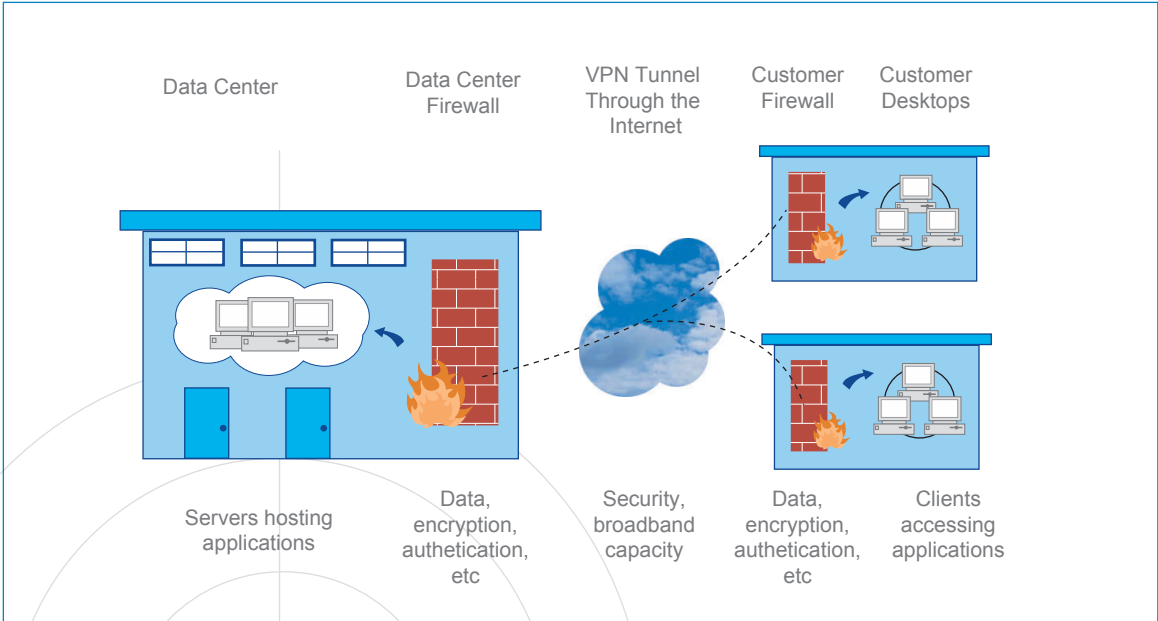 Data Center
Data Center
Firewall
VPN Tunnel
Through the
Internet
Customer
Firewall
Customer
Desktops
Servers hosting
applications
Data,
encryption,
authetication,
etc
Security,
broadband
capacity
Data,
encryption,
authetication,
etc
Clients
accessing
applications